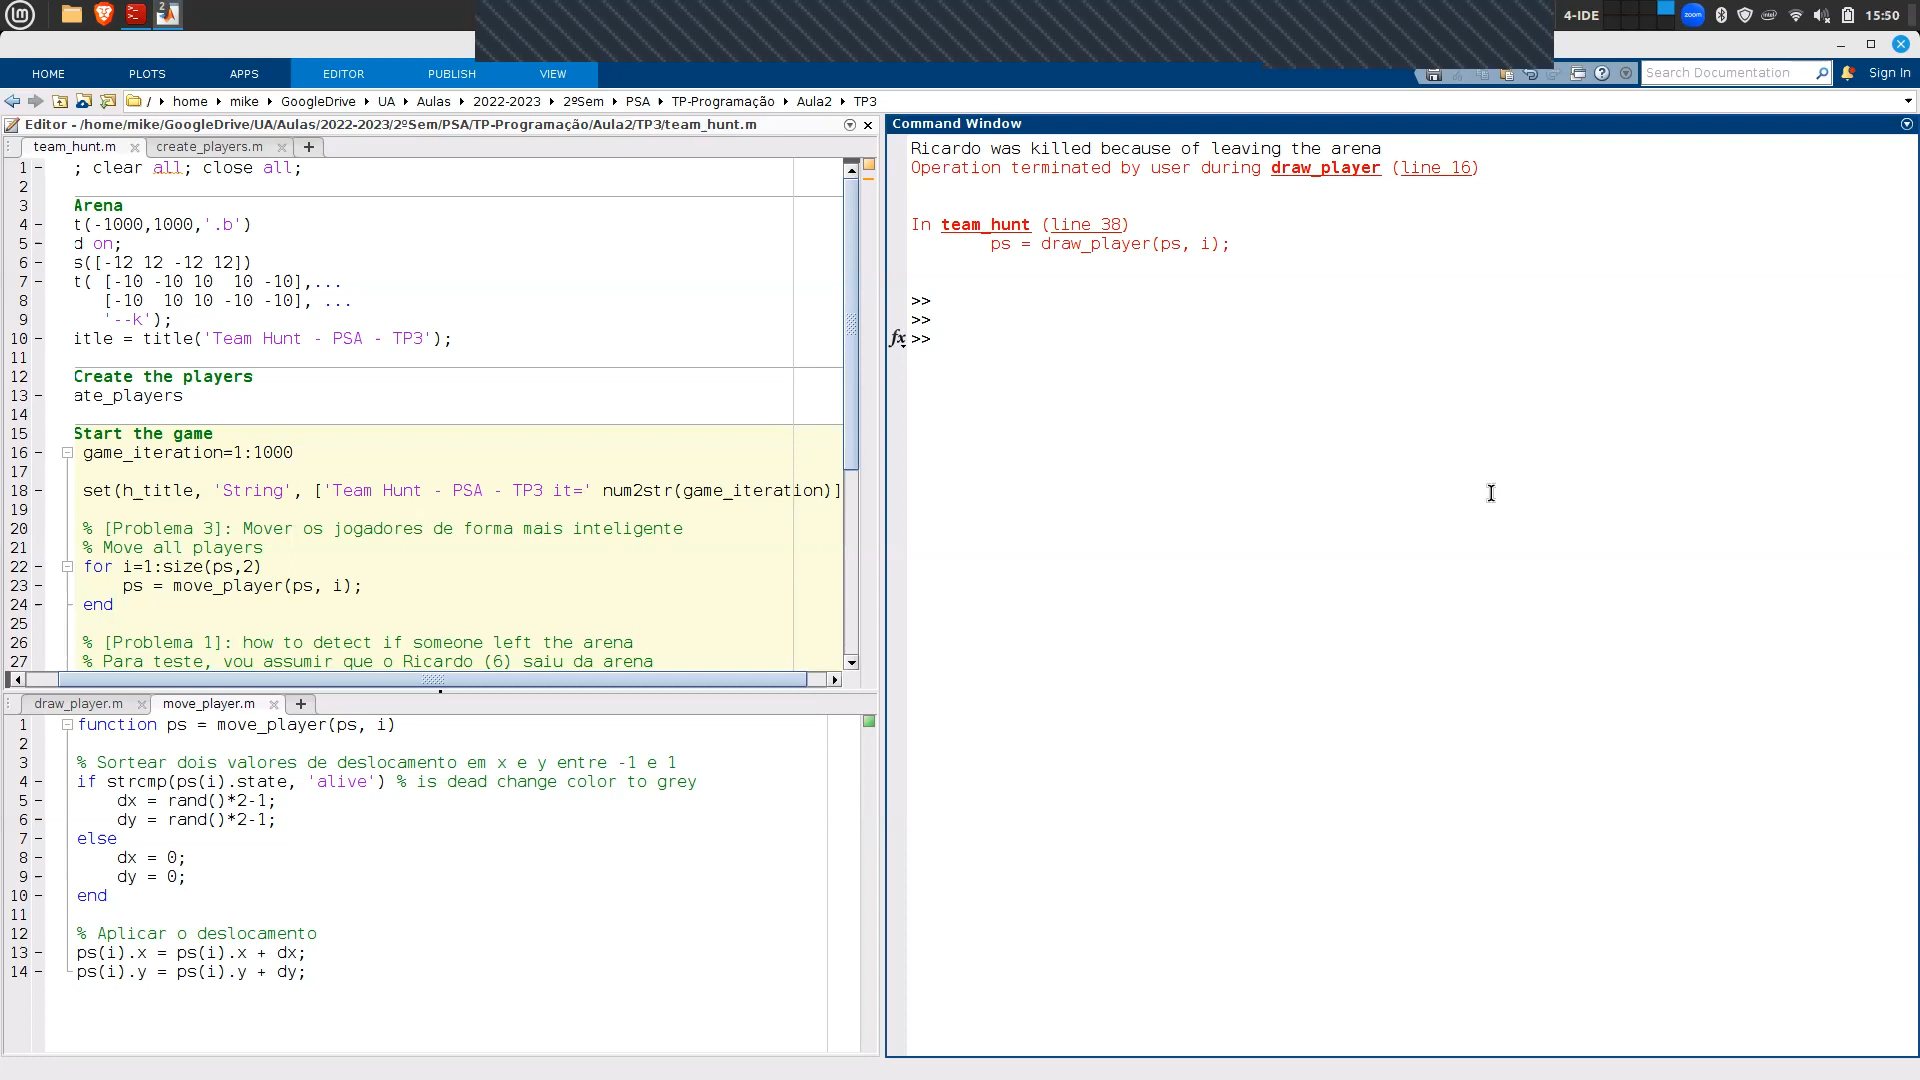 2
4-IDE
zoom
15:50
HOME
PLOTS
APPS
EDITOR
PUBLISH
VIEW
Search Documentation
Sign In
/ home mike GoogleDrive UA Aulas 2022-2023 2ºSem PSA TP-Programação Aula2 TP3
Editor - /home/mike/GoogleDrive/UA/Aulas/2022-2023/2ºSem/PSA/TP-Programação/Aula2/TP3/team_hunt.m
team_hunt.m
create_players.m
1 ; clear all; close all;
2
3 Arena
4 t(-1000,1000,'.b')
5 d on;
6 s([-12 12 -12 12])
7 t( [-10 -10 10 10 -10],...
8 [-10 10 10 -10 -10], ...
9 '--k');
10 itle = title('Team Hunt - PSA - TP3');
11
12 Create the players
13 ate_players
14
15 Start the game
16 game_iteration=1:1000
17
18 set(h_title, 'String', ['Team Hunt - PSA - TP3 it=' num2str(game_iteration)]
19
20 % [Problema 3]: Mover os jogadores de forma mais inteligente
21 % Move all players
22 for i=1:size(ps,2)
23 ps = move_player(ps, i);
24 end
25
26 % [Problema 1]: how to detect if someone left the arena
27 % Para teste, vou assumir que o Ricardo (6) saiu da arena
draw_player.m
move_player.m
1 function ps = move_player(ps, i)
2
3 % Sortear dois valores de deslocamento em x e y entre -1 e 1
4 if strcmp(ps(i).state, 'alive') % is dead change color to grey
5 dx = rand()*2-1;
6 dy = rand()*2-1;
7 else
8 dx = 0;
9 dy = 0;
10 end
11
12 % Aplicar o deslocamento
13 ps(i).x = ps(i).x + dx;
14 ps(i).y = ps(i).y + dy;
Command Window
Ricardo was killed because of leaving the arena
Operation terminated by user during draw_player (line 16)
In team_hunt (line 38)
ps = draw_player(ps, i);
>>
>>
fx >>